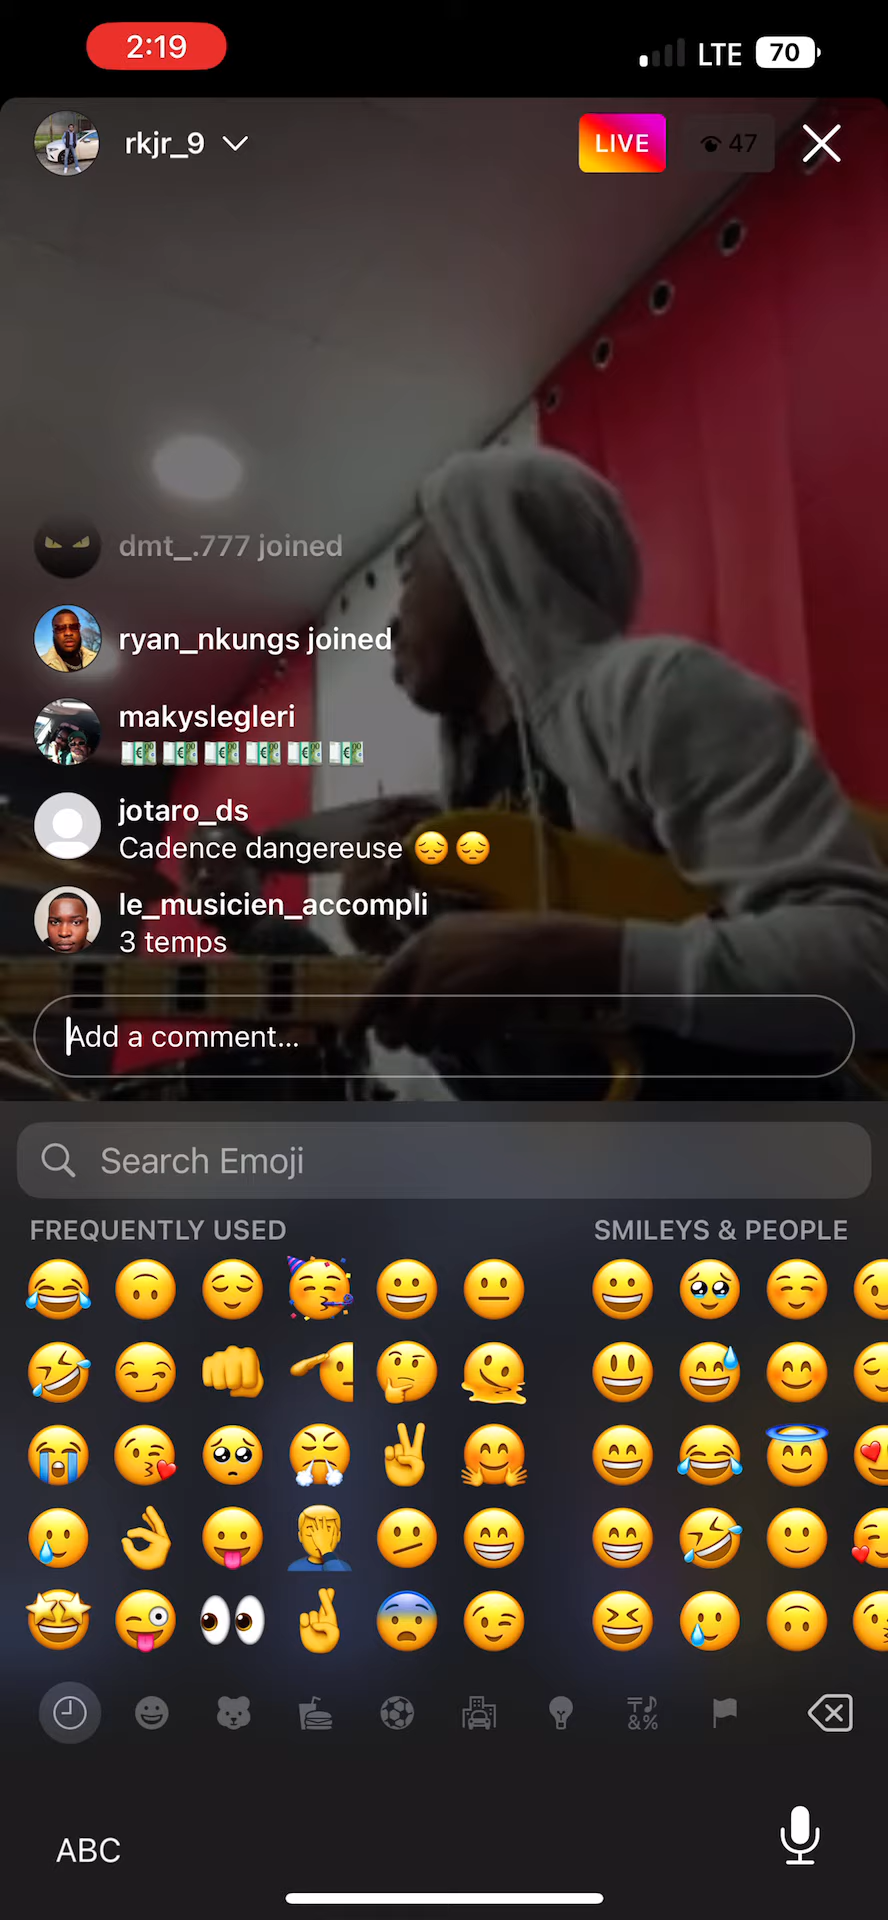 2:19
LTE 70
rkjr_9
LIVE
47
dmt_.777 joined
ryan_nkungs joined
makyslegleri
💶💶💶💶💶💶
jotaro_ds
Cadence dangereuse 😔😔
le_musicien_accompli
3 temps
Add a comment...
Search Emoji
FREQUENTLY USED
SMILEYS & PEOPLE
ABC